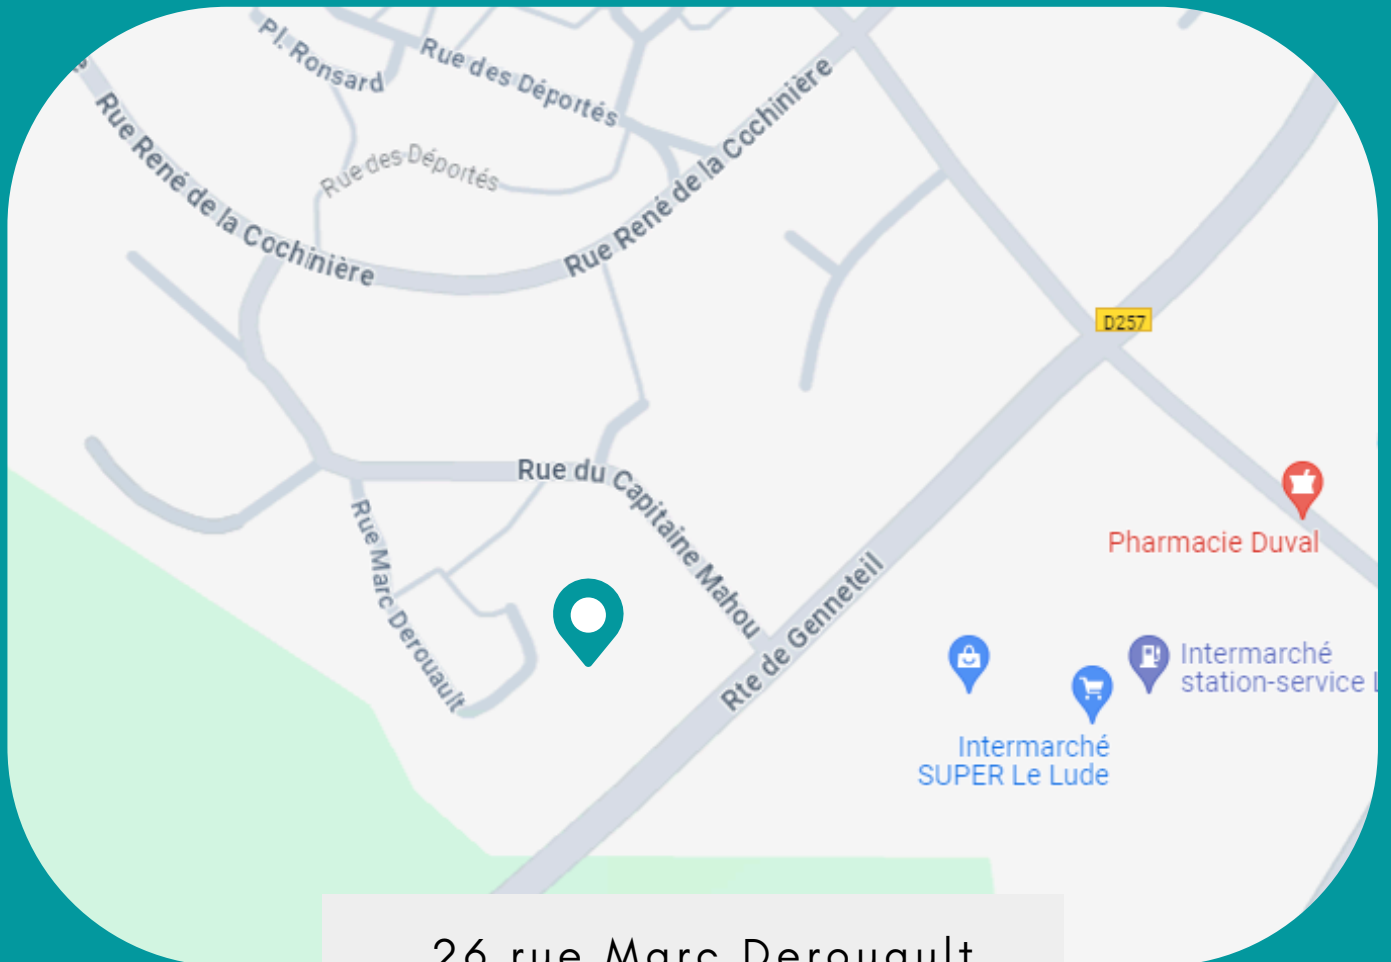 Pl. Ronsard
Rue des Déportés
Rue René de la Cochinière
Rue des Déportés
Rue René de la Cochinière
D257
Rue du Capitaine Mahou
Rue Marc Derouault
Rte de Genneteil
Pharmacie Duval
Intermarché
station-service L
Intermarché
SUPER Le Lude
26 rue Marc Derouault